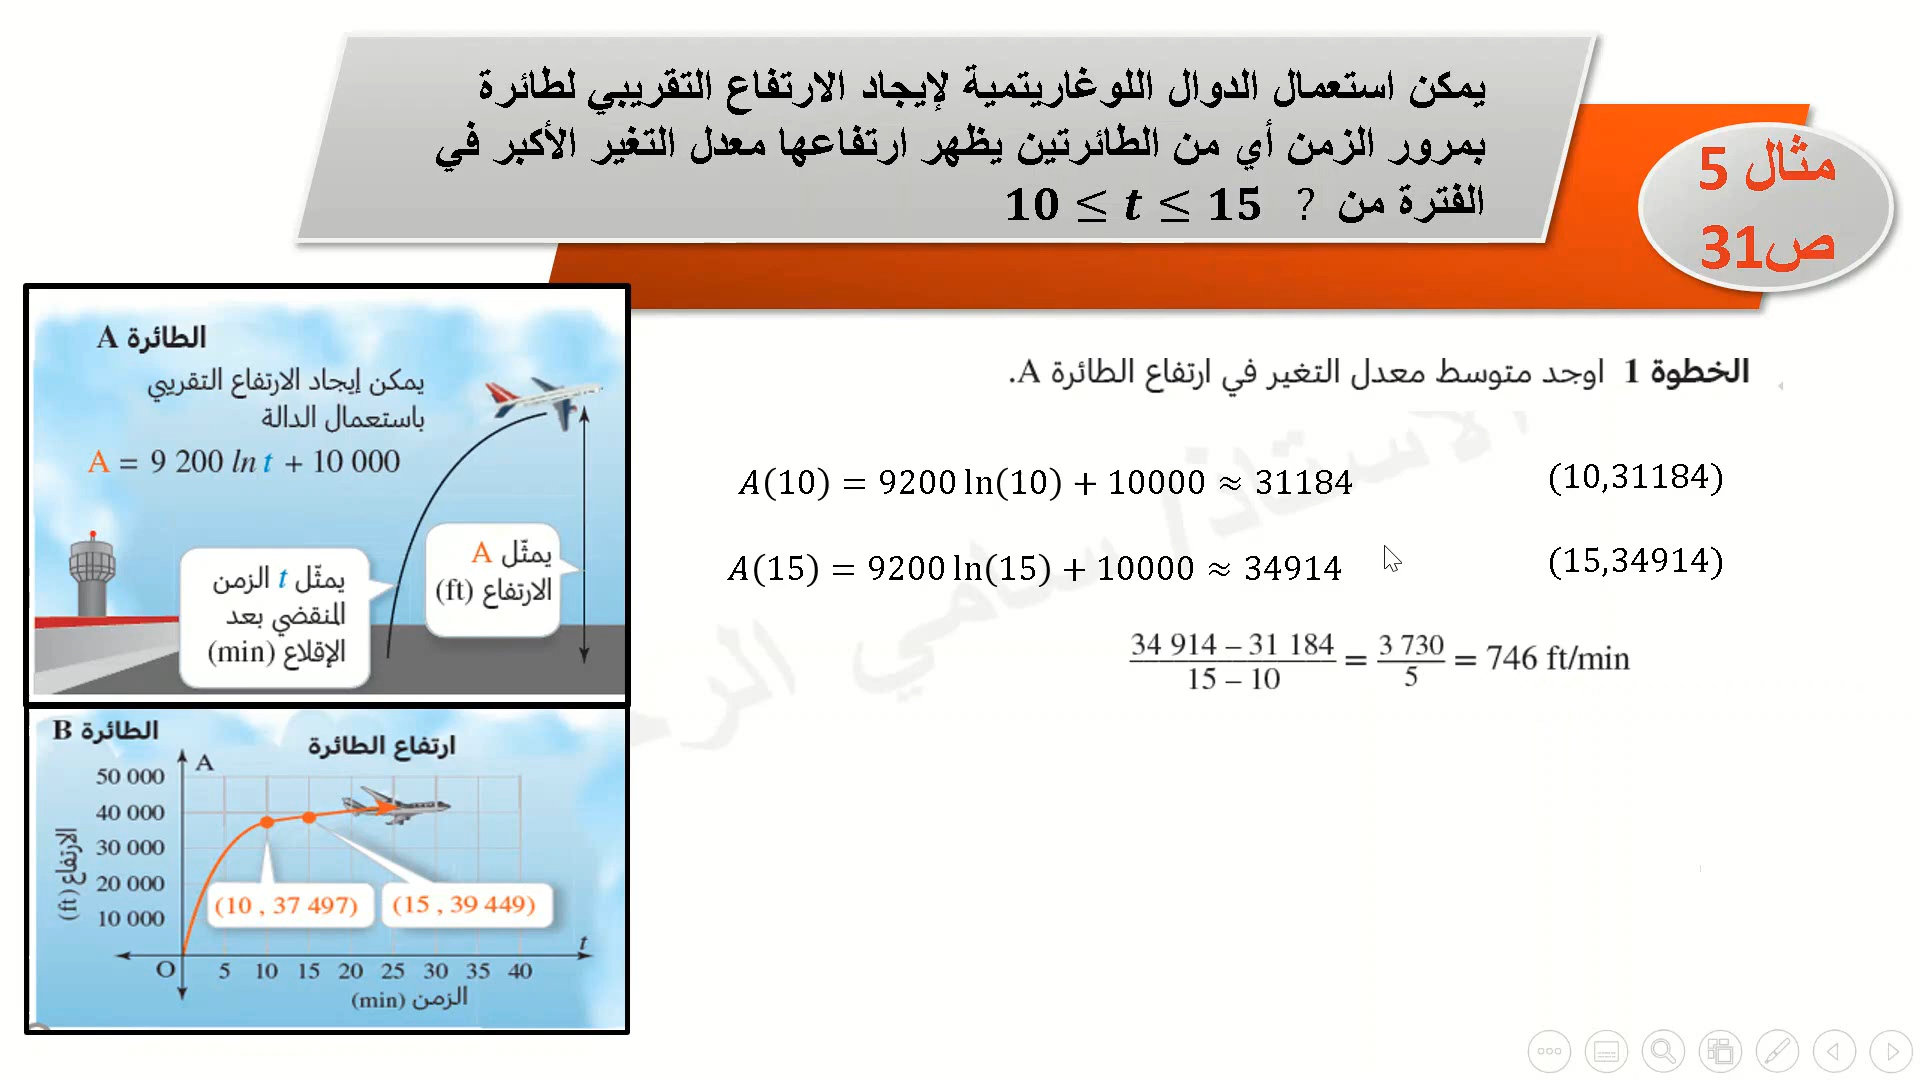 يمكن استعمال الدوال اللوغاريتمية لإيجاد الارتفاع التقريبي لطائرة
بمرور الزمن أي من الطائرتين يظهر ارتفاعها معدل التغير الأكبر في
الفترة من ? 10 ≤ t ≤ 15
مثال 5
ص31
الطائرة A
يمكن إيجاد الارتفاع التقريبي
باستعمال الدالة
A = 9 200 ln t + 10 000
يمثّل A
الارتفاع (ft)
يمثّل t الزمن
المنقضي بعد
الإقلاع (min)
الطائرة B
ارتفاع الطائرة
A
50 000
40 000
30 000
20 000
10 000
الارتفاع (ft)
(10 , 37 497)
(15 , 39 449)
t
O 5 10 15 20 25 30 35 40
الزمن (min)
الخطوة 1 اوجد متوسط معدل التغير في ارتفاع الطائرة A.
A(10) = 9200 ln(10) + 10000 ≈ 31184 (10,31184)
A(15) = 9200 ln(15) + 10000 ≈ 34914 (15,34914)
34 914 – 31 184 / 15 – 10 = 3 730 / 5 = 746 ft/min
الاستاذ سامي